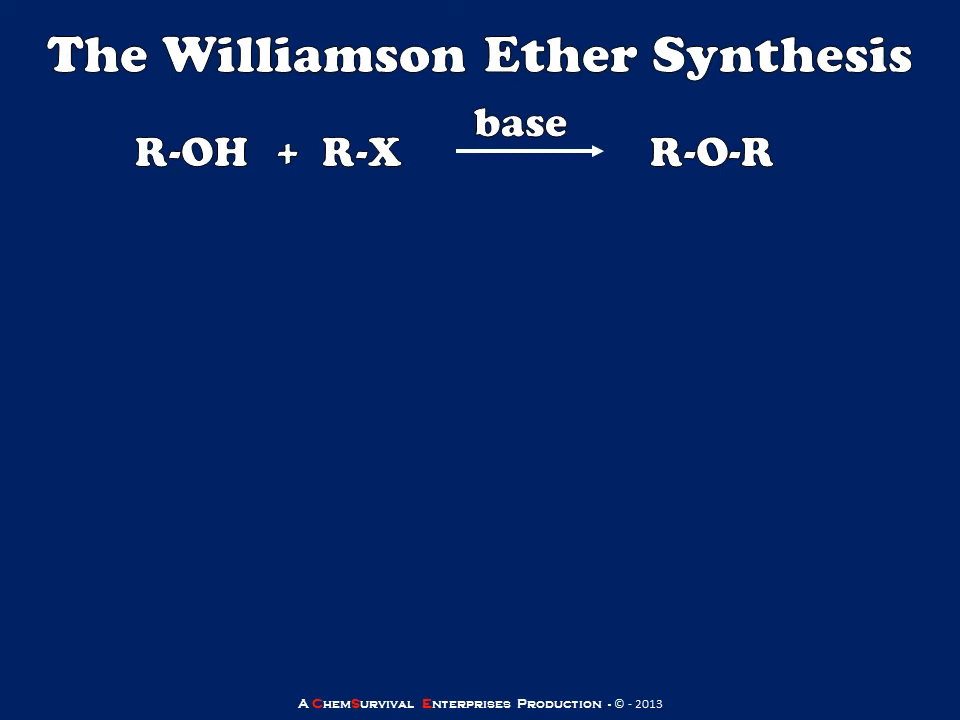 The Williamson Ether Synthesis
base
R-OH + R-X R-O-R
A ChemSurvival Enterprises Production - © - 2013